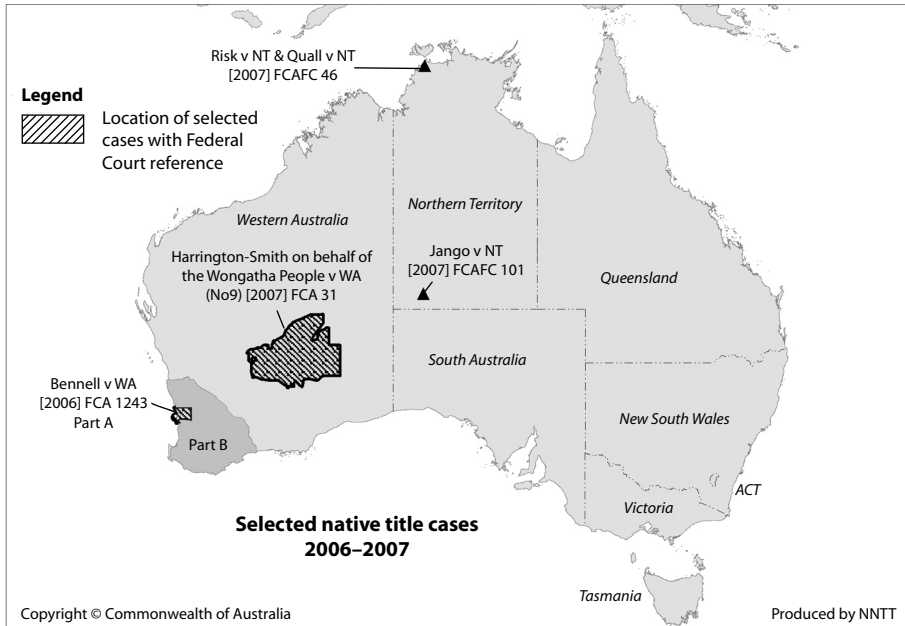 Risk v NT & Quall v NT
[2007] FCAFC 46
Legend
Location of selected
cases with Federal
Court reference
Northern Territory
Western Australia
Harrington-Smith on behalf of
the Wongatha People v WA
(No9) [2007] FCA 31
Jango v NT
[2007] FCAFC 101
Queensland
South Australia
Bennell v WA
[2006] FCA 1243
Part A
Part B
New South Wales
ACT
Victoria
Selected native title cases
2006–2007
Tasmania
Copyright © Commonwealth of Australia
Produced by NNTT